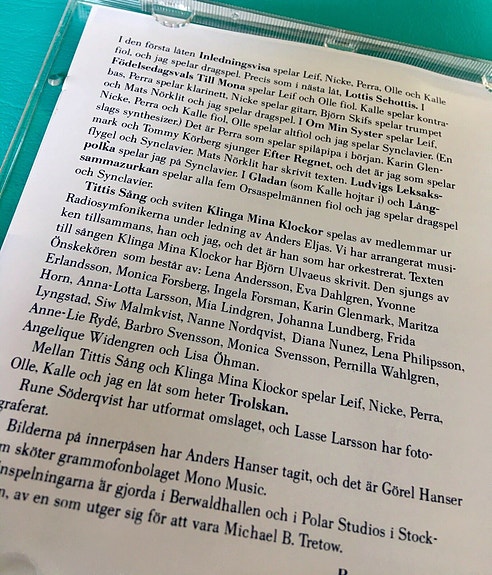 I den första låten Inledningsvisa spelar Leif, Nicke, Perra, Olle och Kalle
fiol, och jag spelar dragspel. Precis som i nästa låt, Lottis Schottis. I
Födelsedagsvals Till Mona spelar Leif och Olle fiol. Kalle spelar kontra-
bas, Perra spelar klarinett, Nicke spelar gitarr, Björn Skifs spelar trumpet
och Mats Nörklit och jag spelar dragspel. I Om Min Syster spelar Leif,
Nicke, Perra och Kalle fiol, Olle spelar altfiol och jag spelar Synclavier. (En
slags synthesizer.) Det är Perra som spelar spilåpipa i början. Karin Glen-
mark och Tommy Körberg sjunger Efter Regnet, och det är jag som spelar
flygel och Synclavier. Mats Nörklit har skrivit texten. Ludvigs Leksaks-
polka spelar jag på Synclavier. I Gladan (som Kalle hojtar i) och Lång-
sammazurkan spelar alla fem Orsaspelmännen fiol och jag spelar dragspel
och Synclavier.
Tittis Sång och sviten Klinga Mina Klockor spelas av medlemmar ur
Radiosymfonikerna under ledning av Anders Eljas. Vi har arrangerat musi-
ken tillsammans, han och jag, och det är han som har orkestrerat. Texten
till sången Klinga Mina Klockor har Björn Ulvaeus skrivit. Den sjungs av
Önskekören som består av: Lena Andersson, Eva Dahlgren, Yvonne
Erlandsson, Monica Forsberg, Ingela Forsman, Karin Glenmark, Maritza
Horn, Anna-Lotta Larsson, Mia Lindgren, Johanna Lundberg, Frida
Lyngstad, Siw Malmkvist, Nanne Nordqvist, Diana Nunez, Lena Philipsson,
Anne-Lie Rydé, Barbro Svensson, Monica Svensson, Pernilla Wahlgren,
Angelique Widengren och Lisa Öhman.
Mellan Tittis Sång och Klinga Mina Klockor spelar Leif, Nicke, Perra,
Olle, Kalle och jag en låt som heter Trolskan.
Rune Söderqvist har utformat omslaget, och Lasse Larsson har foto-
graferat.
Bilderna på innerpåsen har Anders Hanser tagit, och det är Görel Hanser
m sköter grammofonbolaget Mono Music.
nspelningarna är gjorda i Berwaldhallen och i Polar Studios i Stock-
m, av en som utger sig för att vara Michael B. Tretow.